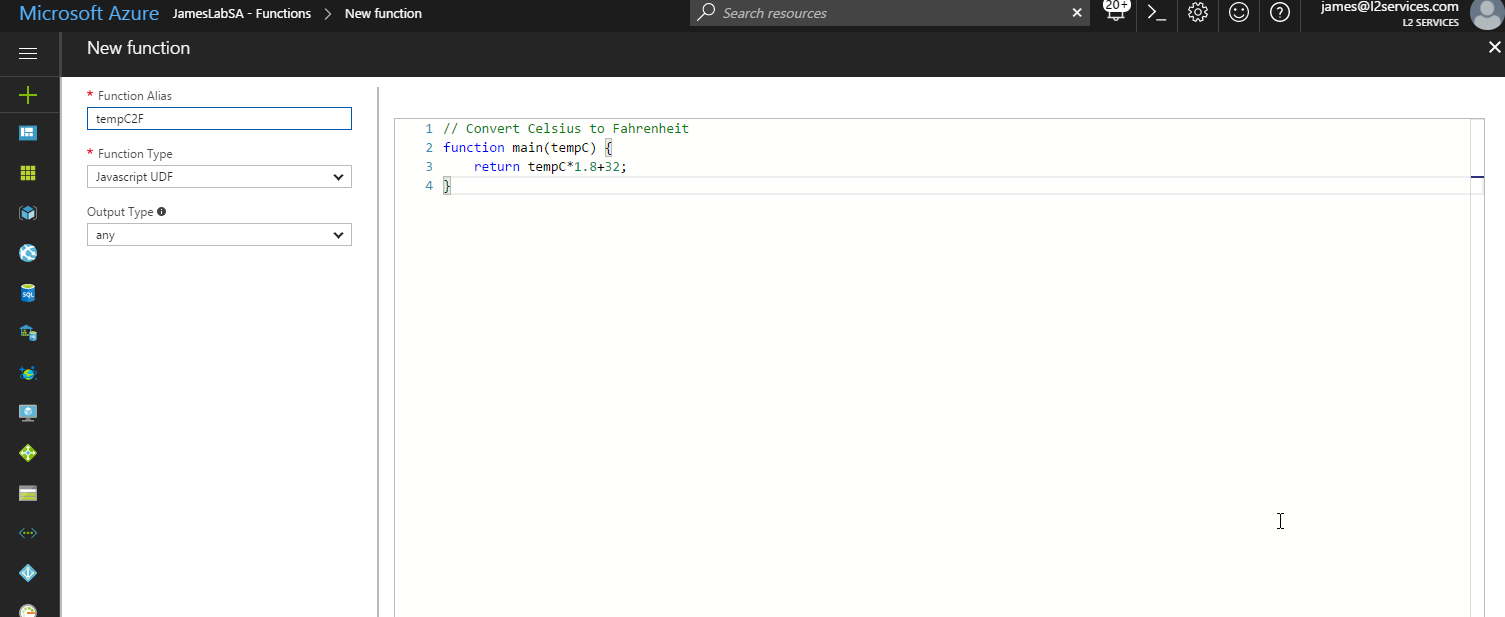 Microsoft Azure JamesLabSA - Functions > New function
Search resources
20+
james@l2services.com
L2 SERVICES
New function
* Function Alias
tempC2F
* Function Type
Javascript UDF
Output Type
any
1 // Convert Celsius to Fahrenheit
2 function main(tempC) {
3 return tempC*1.8+32;
4 }
SQL